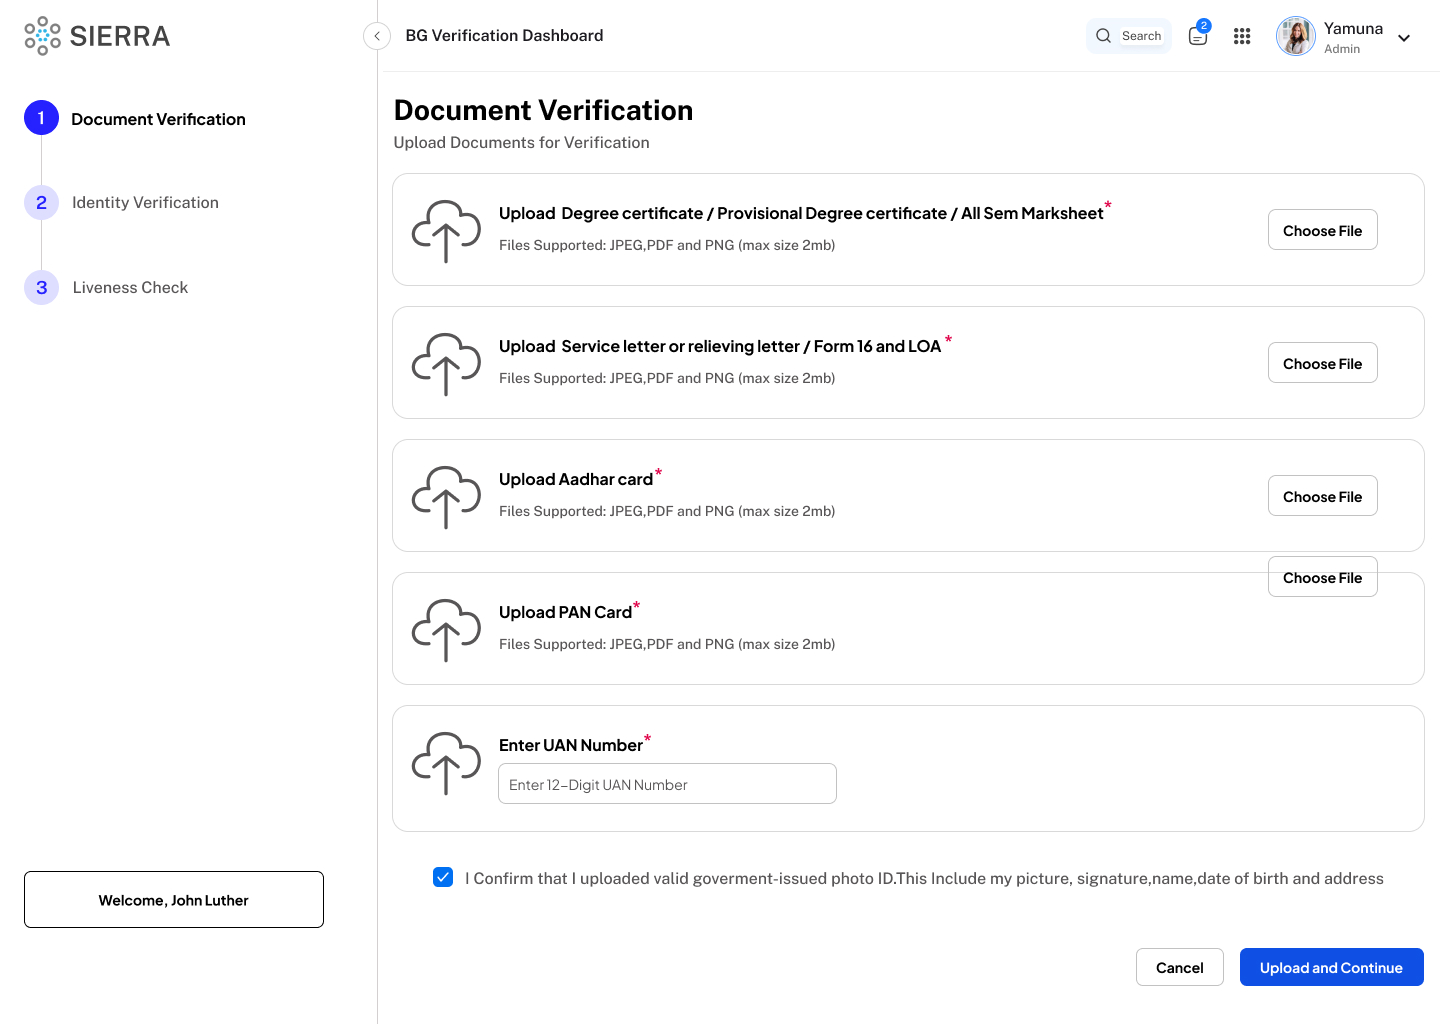 SIERRA
BG Verification Dashboard
Search
2
Yamuna
Admin
1 Document Verification
2 Identity Verification
3 Liveness Check
Welcome, John Luther
Document Verification
Upload Documents for Verification
Upload Degree certificate / Provisional Degree certificate / All Sem Marksheet*
Files Supported: JPEG,PDF and PNG (max size 2mb)
Choose File
Upload Service letter or relieving letter / Form 16 and LOA *
Files Supported: JPEG,PDF and PNG (max size 2mb)
Choose File
Upload Aadhar card*
Files Supported: JPEG,PDF and PNG (max size 2mb)
Choose File
Choose File
Upload PAN Card*
Files Supported: JPEG,PDF and PNG (max size 2mb)
Enter UAN Number*
Enter 12–Digit UAN Number
I Confirm that I uploaded valid goverment-issued photo ID.This Include my picture, signature,name,date of birth and address
Cancel
Upload and Continue